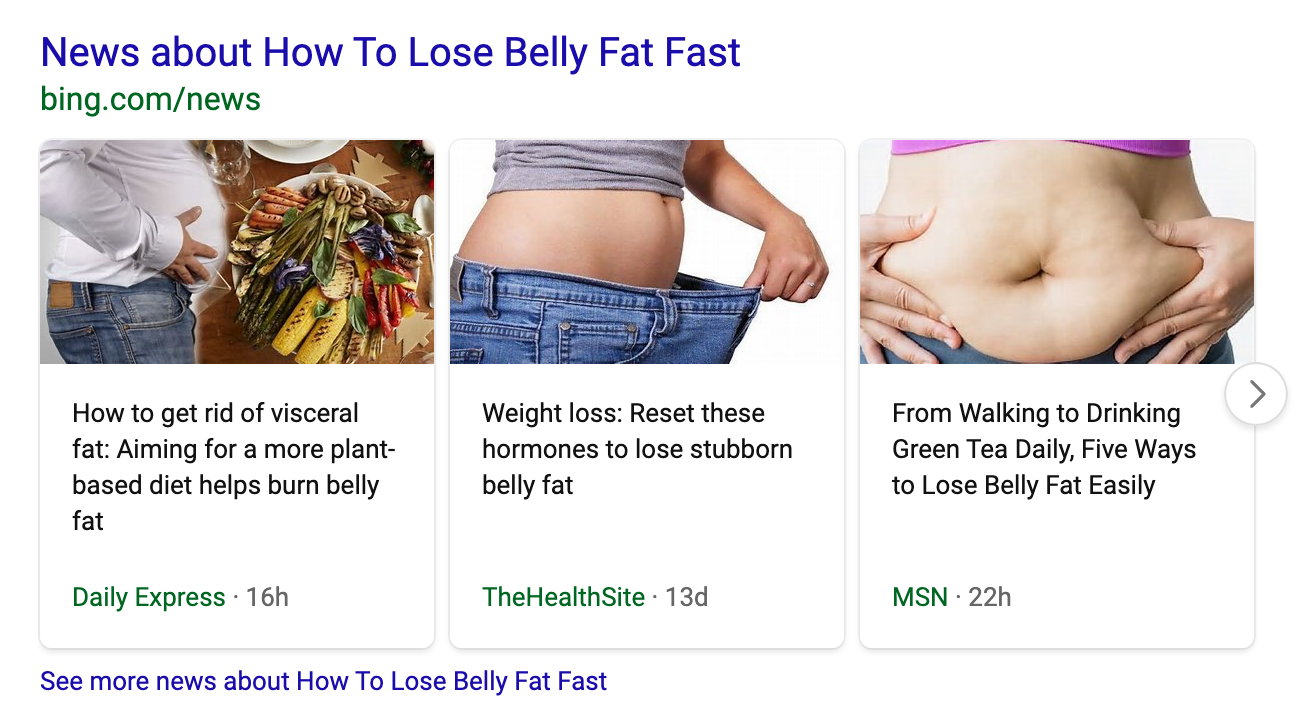 News about How To Lose Belly Fat Fast
bing.com/news
How to get rid of visceral
fat: Aiming for a more plant-
based diet helps burn belly
fat
Daily Express · 16h
Weight loss: Reset these
hormones to lose stubborn
belly fat
TheHealthSite · 13d
From Walking to Drinking
Green Tea Daily, Five Ways
to Lose Belly Fat Easily
MSN · 22h
See more news about How To Lose Belly Fat Fast